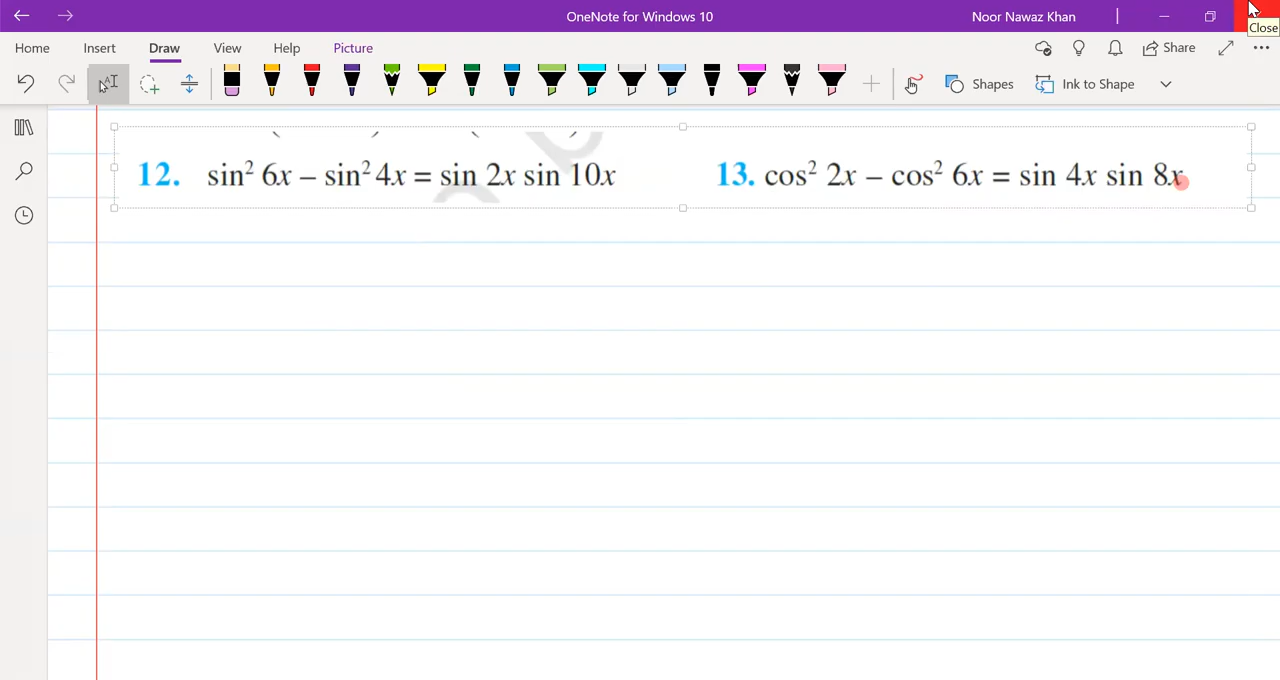 OneNote for Windows 10
Noor Nawaz Khan
Close
Home Insert Draw View Help Picture
Share
Shapes
Ink to Shape
12. sin² 6x – sin² 4x = sin 2x sin 10x
13. cos² 2x – cos² 6x = sin 4x sin 8x